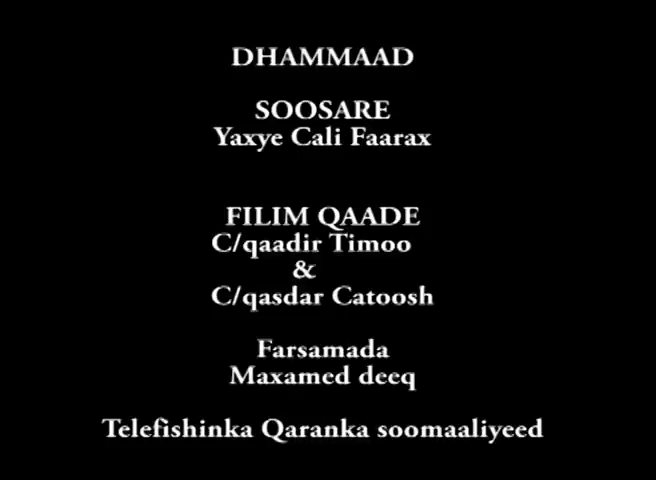 DHAMMAAD
SOOSARE
Yaxye Cali Faarax
FILIM QAADE
C/qaadir Timoo
&
C/qasdar Catoosh
Farsamada
Maxamed deeq
Telefishinka Qaranka soomaaliyeed